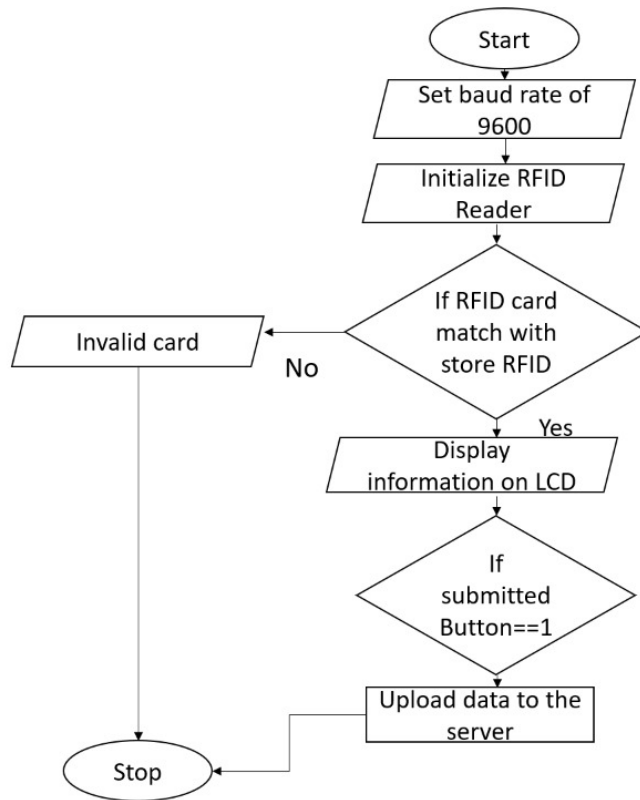 Start
Set baud rate of
9600
Initialize RFID
Reader
If RFID card
match with
store RFID
Invalid card
No
Yes
Display
information on LCD
If
submitted
Button==1
Upload data to the
server
Stop